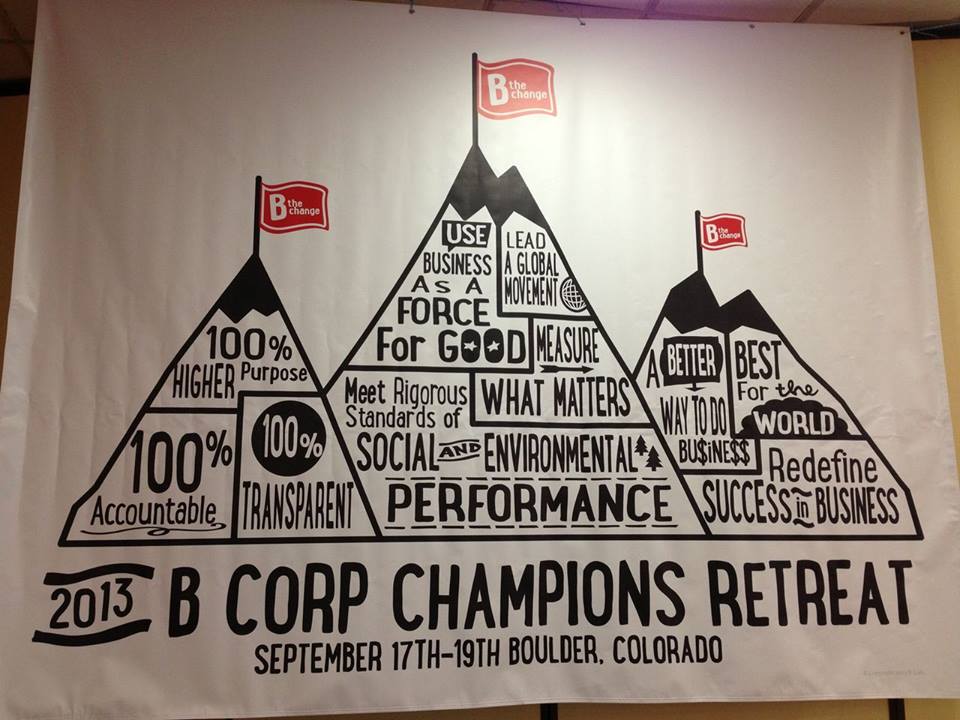 B the change
B the change
B the change
100%
HIGHER Purpose
100%
Accountable
100%
TRANSPARENT
USE
BUSINESS
AS A
FORCE
For GOOD
LEAD
A GLOBAL
MOVEMENT
MEASURE
WHAT MATTERS
Meet Rigorous
Standards of
SOCIAL AND ENVIRONMENTAL
PERFORMANCE
A BETTER
WAY TO DO
BU$iNE$$
BEST
For the
WORLD
Redefine
SUCCESS in BUSINESS
2013 B CORP CHAMPIONS RETREAT
SEPTEMBER 17TH-19TH BOULDER, COLORADO